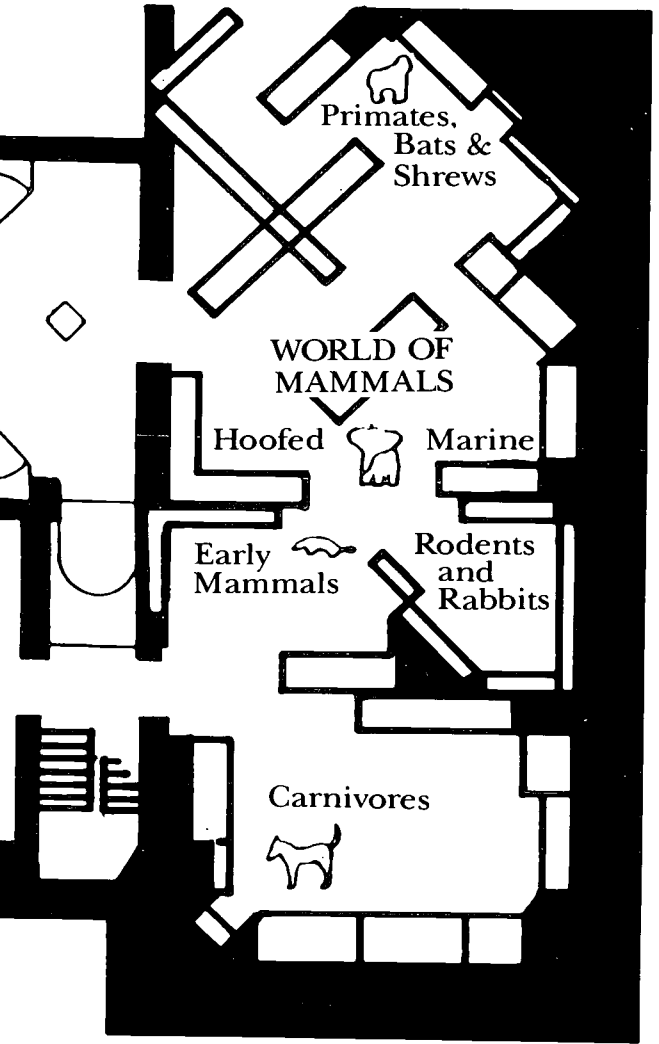 Primates,
Bats &
Shrews
WORLD OF
MAMMALS
Hoofed
Marine
Early
Mammals
Rodents
and
Rabbits
Carnivores